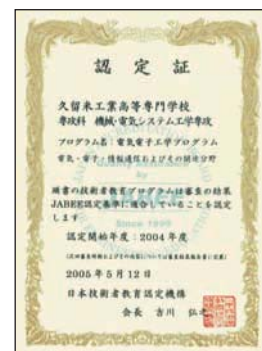 認定証
久留米工業高等専門学校
専攻科 機械・電気システム工学専攻
プログラム名：電気電子工学プログラム
電気・電子・情報通信およびその関連分野
頭書の技術者教育プログラムは審査の結果
JABEE認定基準に適合していることを認定
します
Since 1999
認定開始年度：2004年度
2005年5月12日
日本技術者教育認定機構
会長 吉川 弘之